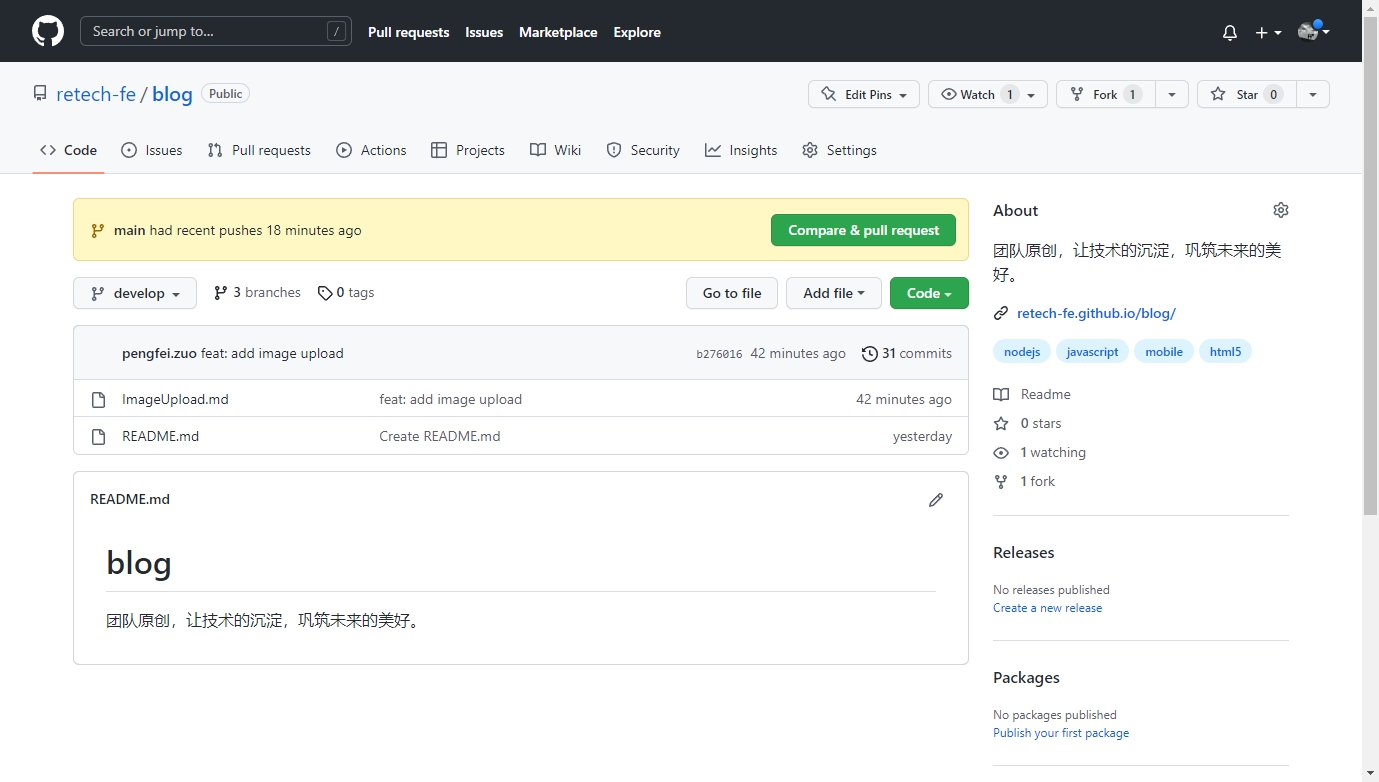 Search or jump to... /
Pull requests Issues Marketplace Explore
retech-fe / blog Public
Edit Pins Watch 1 Fork 1 Star 0
Code Issues Pull requests Actions Projects Wiki Security Insights Settings
main had recent pushes 18 minutes ago Compare & pull request
develop 3 branches 0 tags Go to file Add file Code
pengfei.zuo feat: add image upload b276016 42 minutes ago 31 commits
ImageUpload.md feat: add image upload 42 minutes ago
README.md Create README.md yesterday
README.md
blog
团队原创，让技术的沉淀，巩筑未来的美好。
About
团队原创，让技术的沉淀，巩筑未来的美
好。
retech-fe.github.io/blog/
nodejs javascript mobile html5
Readme
0 stars
1 watching
1 fork
Releases
No releases published
Create a new release
Packages
No packages published
Publish your first package